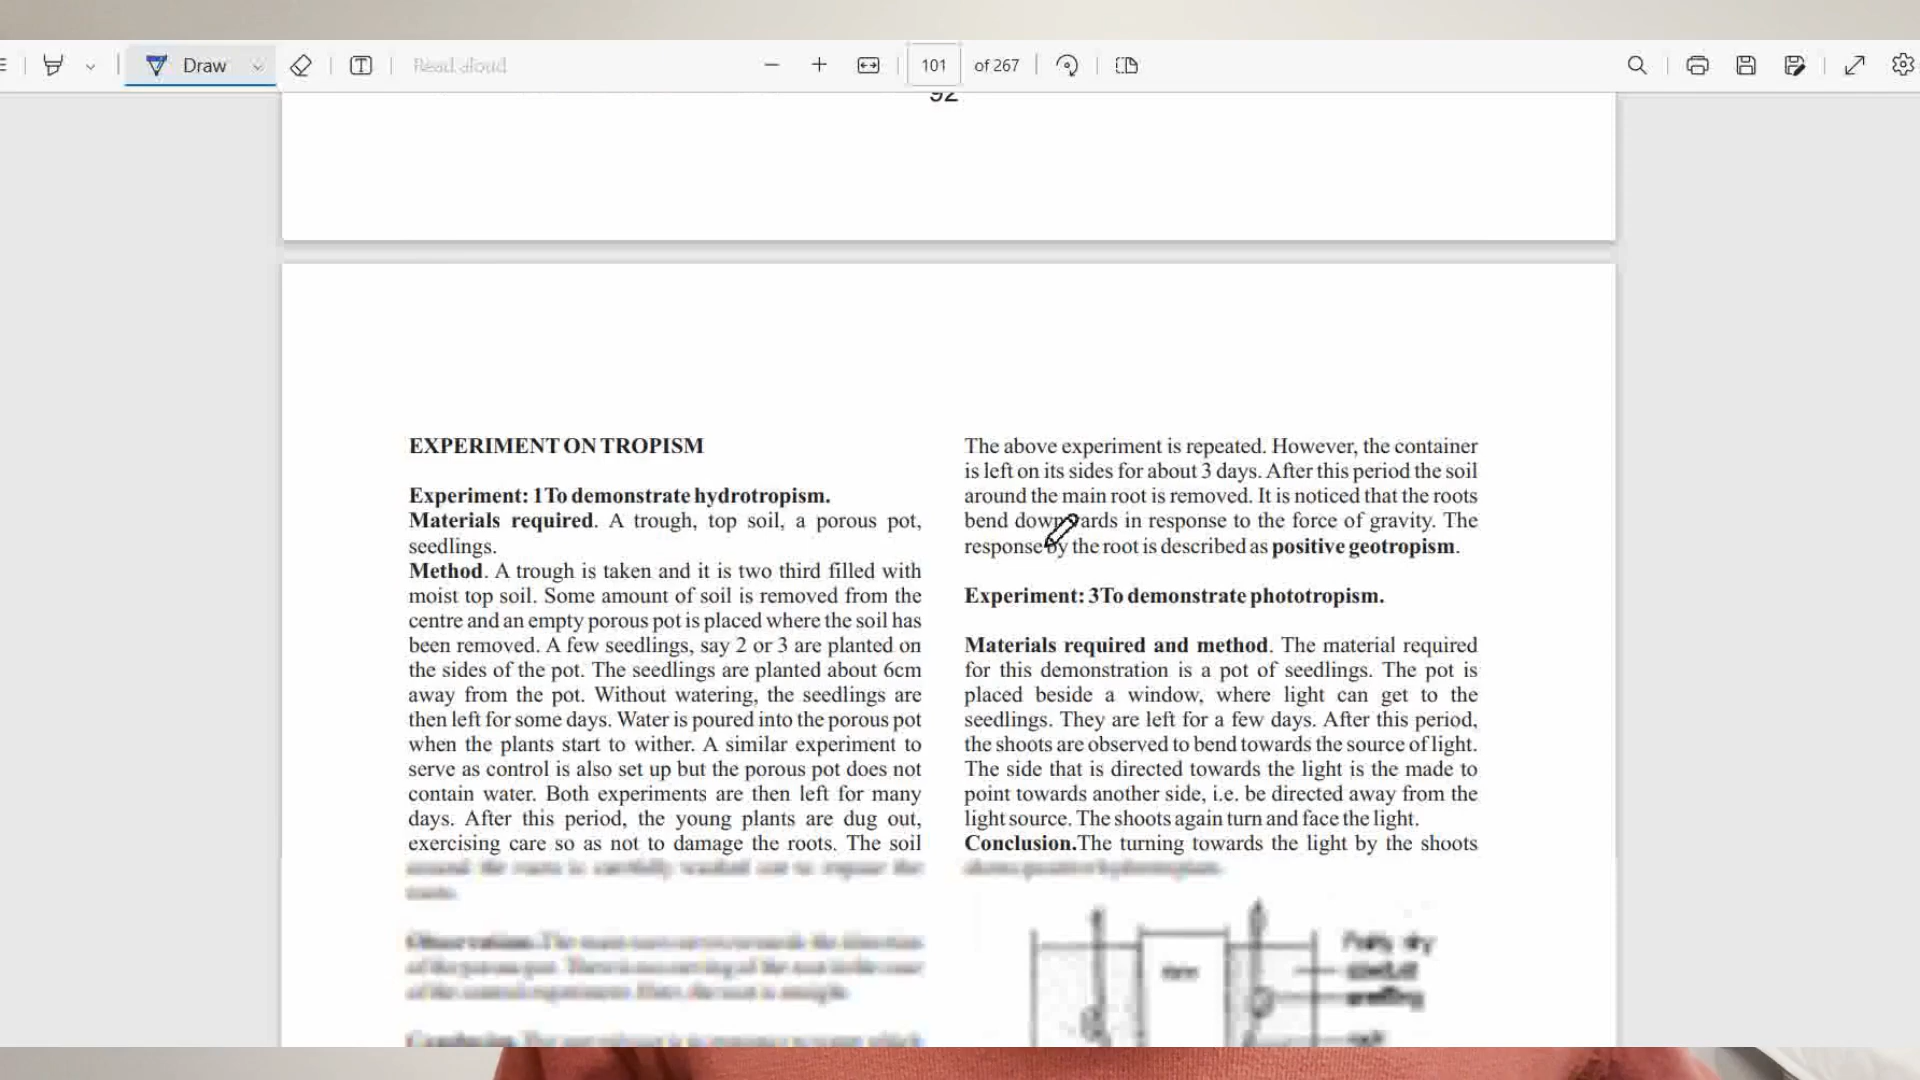 Draw
Read aloud
101 of 267
92
EXPERIMENT ON TROPISM
Experiment: 1To demonstrate hydrotropism.
Materials required. A trough, top soil, a porous pot,
seedlings.
Method. A trough is taken and it is two third filled with
moist top soil. Some amount of soil is removed from the
centre and an empty porous pot is placed where the soil has
been removed. A few seedlings, say 2 or 3 are planted on
the sides of the pot. The seedlings are planted about 6cm
away from the pot. Without watering, the seedlings are
then left for some days. Water is poured into the porous pot
when the plants start to wither. A similar experiment to
serve as control is also set up but the porous pot does not
contain water. Both experiments are then left for many
days. After this period, the young plants are dug out,
exercising care so as not to damage the roots. The soil
around the roots is carefully washed out to expose the
roots.
The above experiment is repeated. However, the container
is left on its sides for about 3 days. After this period the soil
around the main root is removed. It is noticed that the roots
bend downwards in response to the force of gravity. The
response by the root is described as positive geotropism.
Experiment: 3To demonstrate phototropism.
Materials required and method. The material required
for this demonstration is a pot of seedlings. The pot is
placed beside a window, where light can get to the
seedlings. They are left for a few days. After this period,
the shoots are observed to bend towards the source of light.
The side that is directed towards the light is the made to
point towards another side, i.e. be directed away from the
light source. The shoots again turn and face the light.
Conclusion.The turning towards the light by the shoots